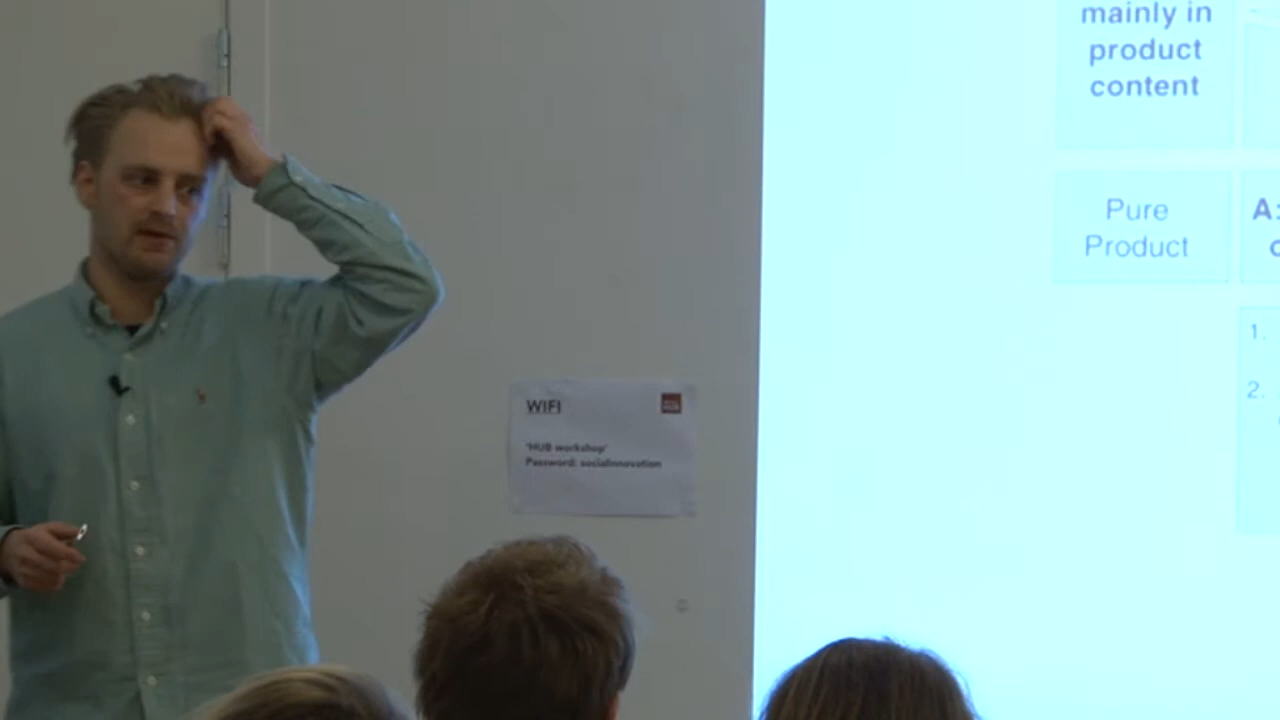 mainly in
product
content
Pure
Product
A:
1.
2.
WIFI
'HUB workshop'
Password: socialinnovation